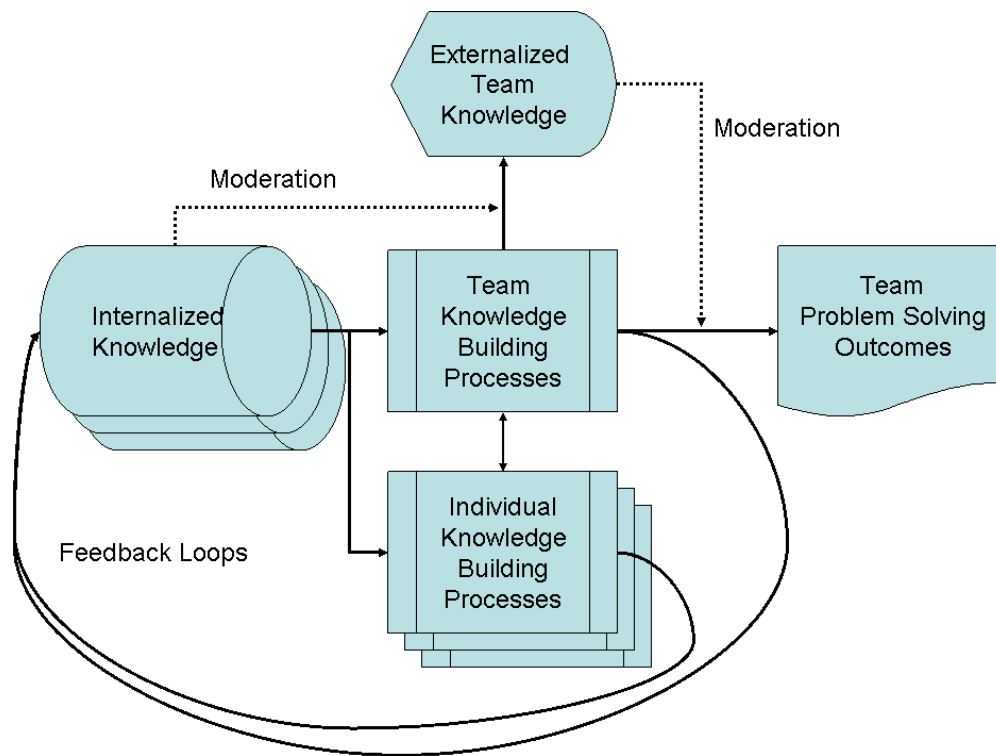 Externalized
Team
Knowledge
Moderation
Moderation
Internalized
Knowledge
Team
Knowledge
Building
Processes
Team
Problem Solving
Outcomes
Individual
Knowledge
Building
Processes
Feedback Loops